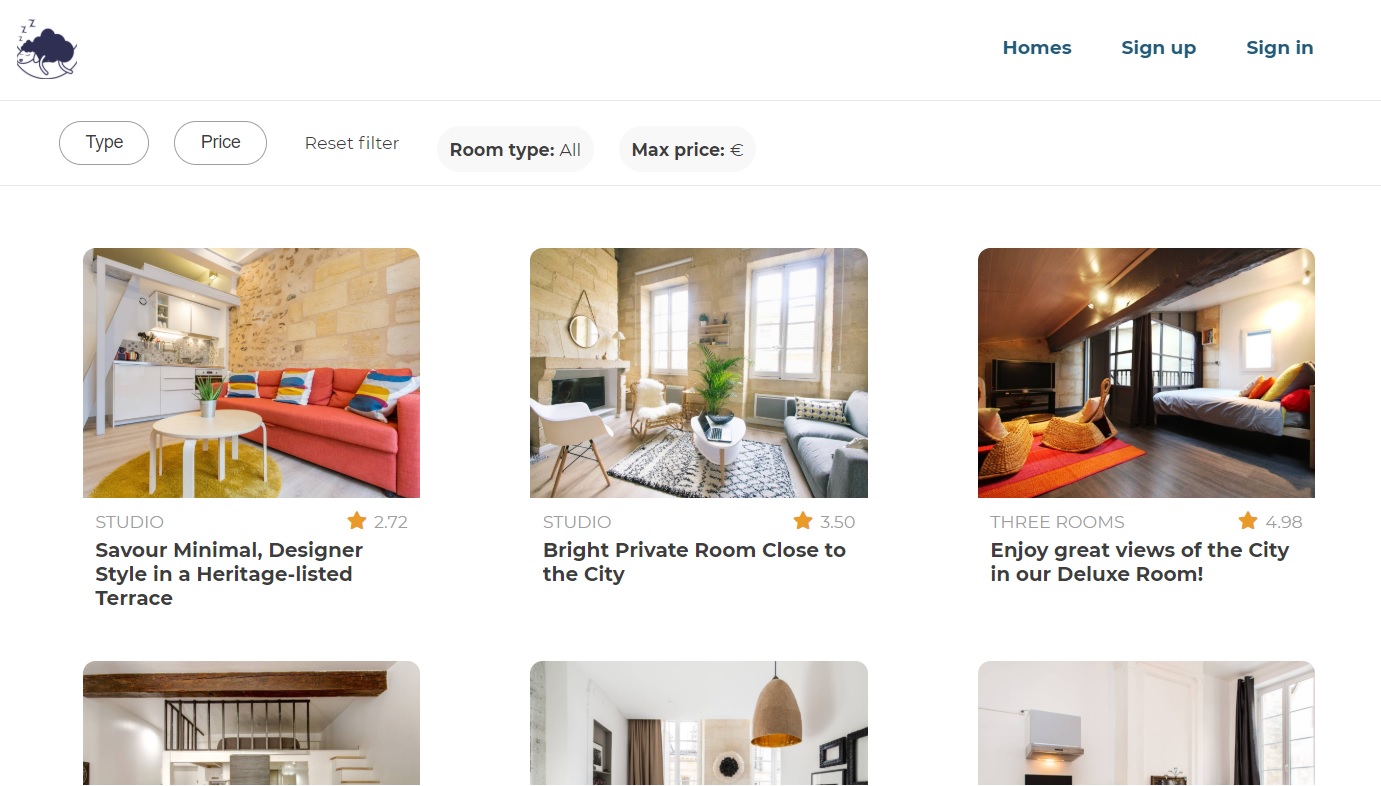 z z
z
Homes Sign up Sign in
Type Price Reset filter Room type: All Max price: €
STUDIO 2.72
Savour Minimal, Designer
Style in a Heritage-listed
Terrace
STUDIO 3.50
Bright Private Room Close to
the City
THREE ROOMS 4.98
Enjoy great views of the City
in our Deluxe Room!